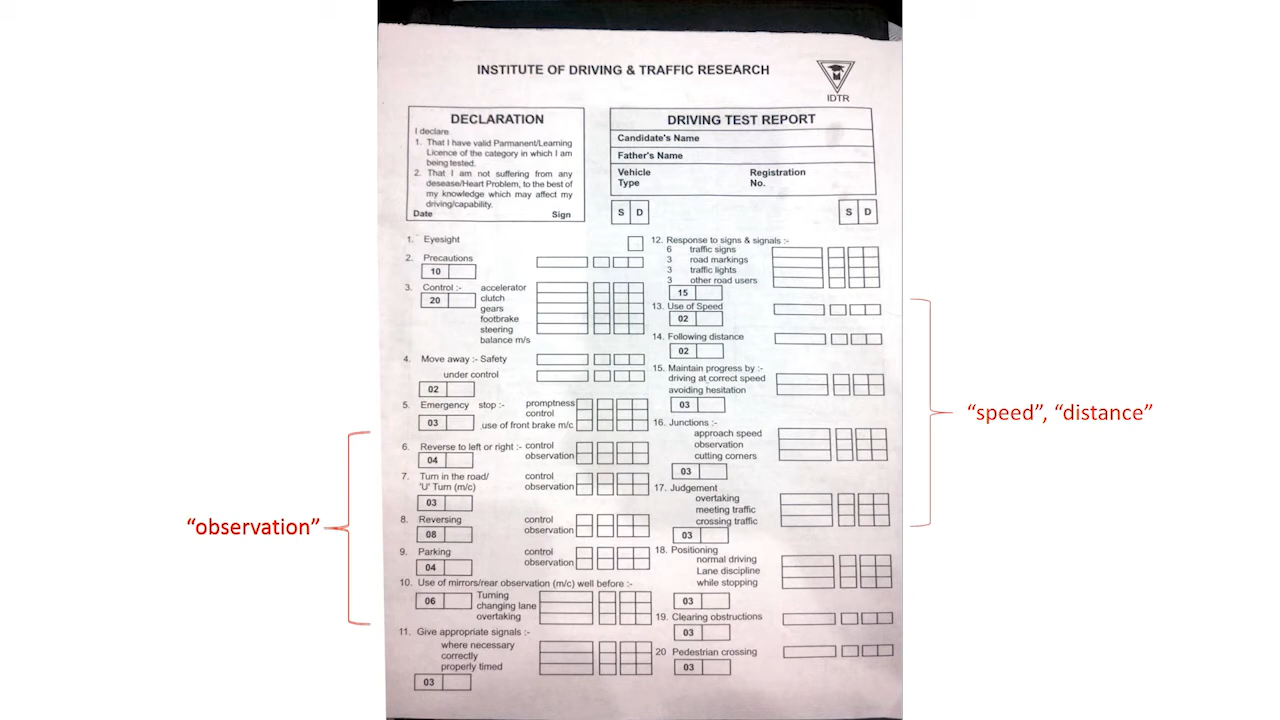 INSTITUTE OF DRIVING & TRAFFIC RESEARCH
IDTR
DECLARATION
I declare
1. That I have valid Parmanent/Learning
Licence of the category in which I am
being tested.
2. That I am not suffering from any
desease/Heart Problem, to the best of
my knowledge which may affect my
driving/capability.
Date Sign
DRIVING TEST REPORT
Candidate's Name
Father's Name
Vehicle Registration
Type No.
S D
S D
1. Eyesight
2. Precautions
10
3. Control :- accelerator
20 clutch
gears
footbrake
steering
balance m/s
4. Move away :- Safety
under control
02
5. Emergency stop :- promptness
control
03 use of front brake m/c
6. Reverse to left or right :- control
04 observation
7. Turn in the road/ control
'U' Turn (m/c) observation
03
8. Reversing control
08 observation
9. Parking control
04 observation
10. Use of mirrors/rear observation (m/c) well before :-
06 Turning
changing lane
overtaking
11. Give appropriate signals :-
where necessary
correctly
properly timed
03
12. Response to signs & signals :-
6 traffic signs
3 road markings
3 traffic lights
3 other road users
15
13. Use of Speed
02
14. Following distance
02
15. Maintain progress by :-
driving at correct speed
avoiding hesitation
03
16. Junctions :-
approach speed
observation
cutting corners
03
17. Judgement
overtaking
meeting traffic
crossing traffic
03
18. Positioning
normal driving
Lane discipline
while stopping
03
19. Clearing obstructions
03
20 Pedestrian crossing
03
"observation"
"speed", "distance"